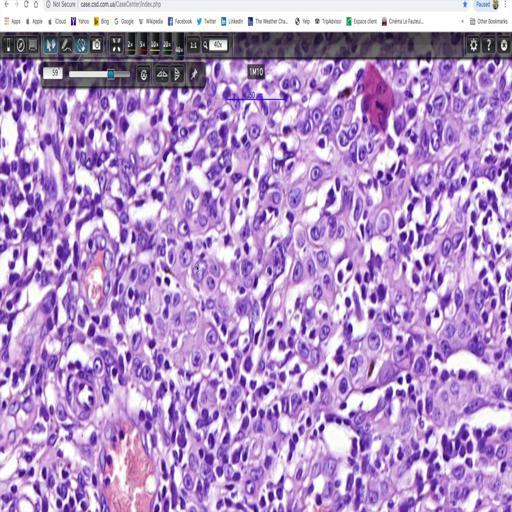 Not Secure | case.csd.com.ua/CaseCenter/index.php Paused
Apps Apple iCloud Yahoo Bing Google Wikipedia Facebook Twitter LinkedIn The Weather Cha... Yelp TripAdvisor Espace client Cinéma Le Fauteui... » Other Bookmarks
2x 5x 10x 20x 40x 1:1 40x ?
59
1M10